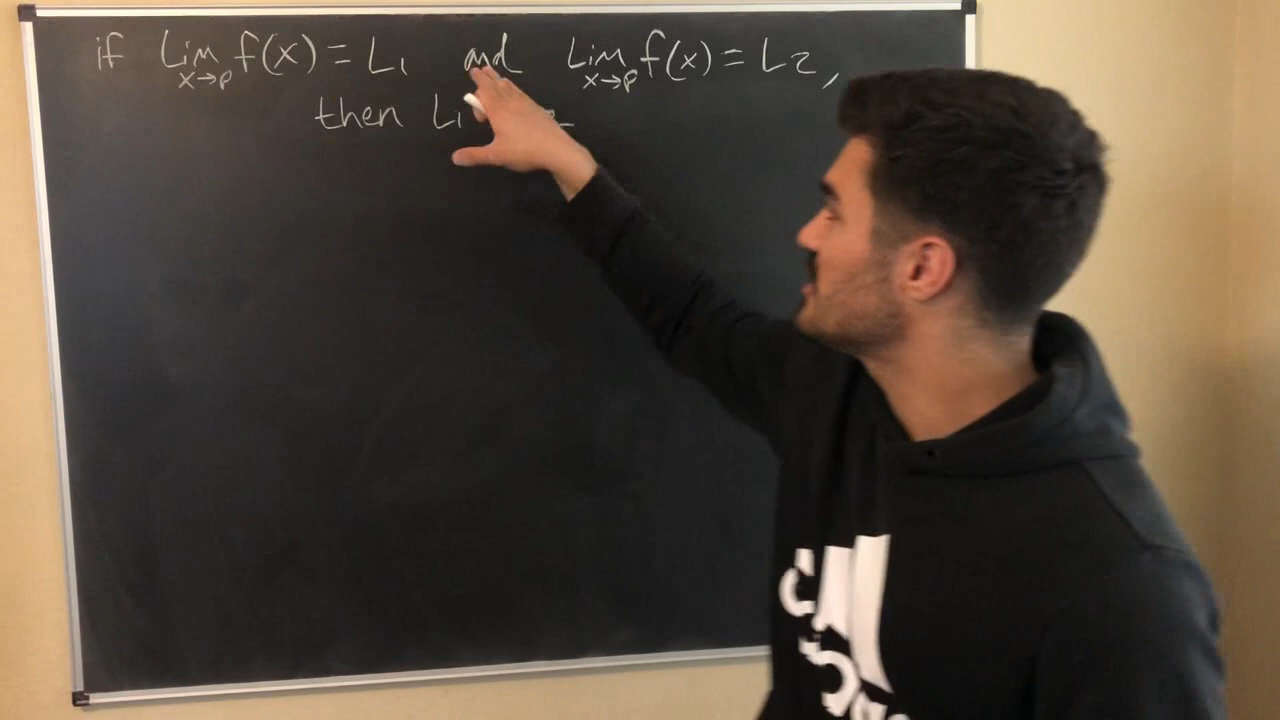 if Lim f(x) = L1 and Lim f(x) = L2,
x→p x→p
then L1